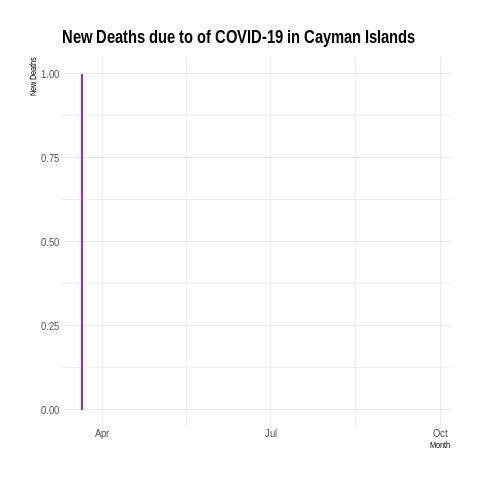 New Deaths due to of COVID-19 in Cayman Islands
New Deaths
1.00
0.75
0.50
0.25
0.00
Apr Jul Oct
Month